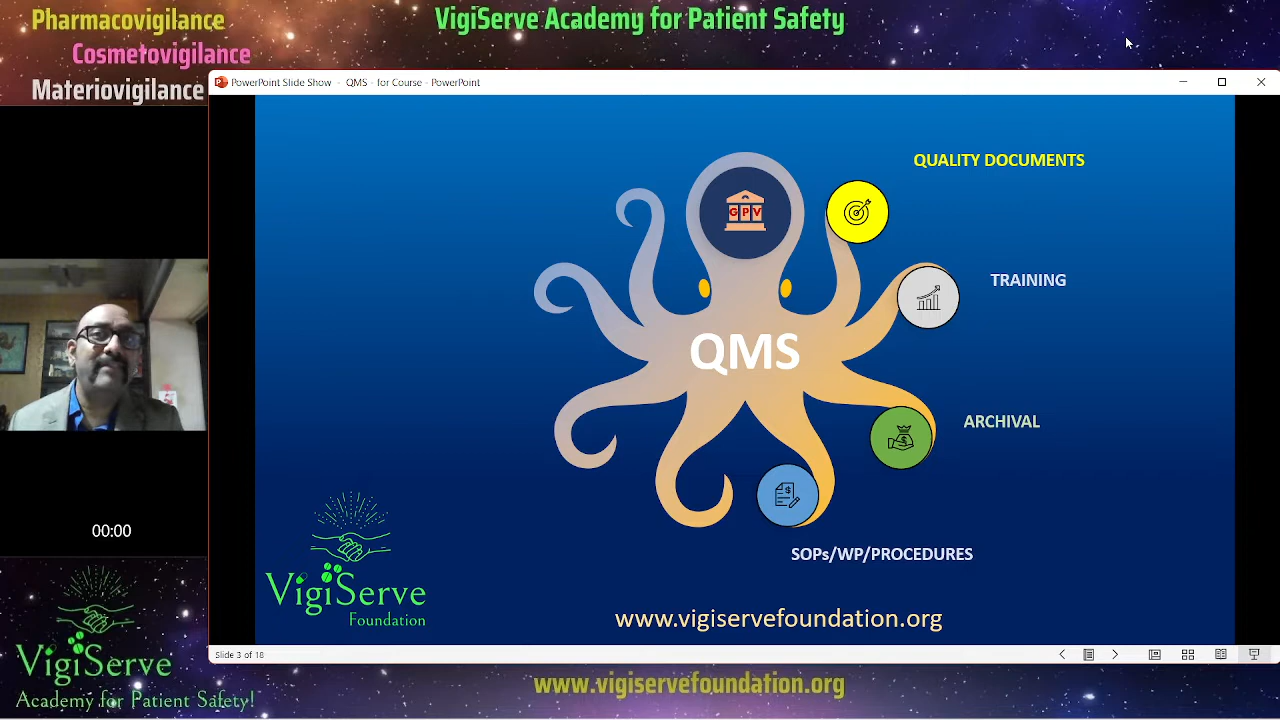 Pharmacovigilance
Cosmetovigilance
Materiovigilance
VigiServe Academy for Patient Safety
PowerPoint Slide Show - QMS - for Course - PowerPoint
GPV
QMS
QUALITY DOCUMENTS
TRAINING
ARCHIVAL
SOPs/WP/PROCEDURES
VigiServe
Foundation
www.vigiservefoundation.org
00:00
VigiServe
Academy for Patient Safety!
Slide 3 of 18
www.vigiservefoundation.org